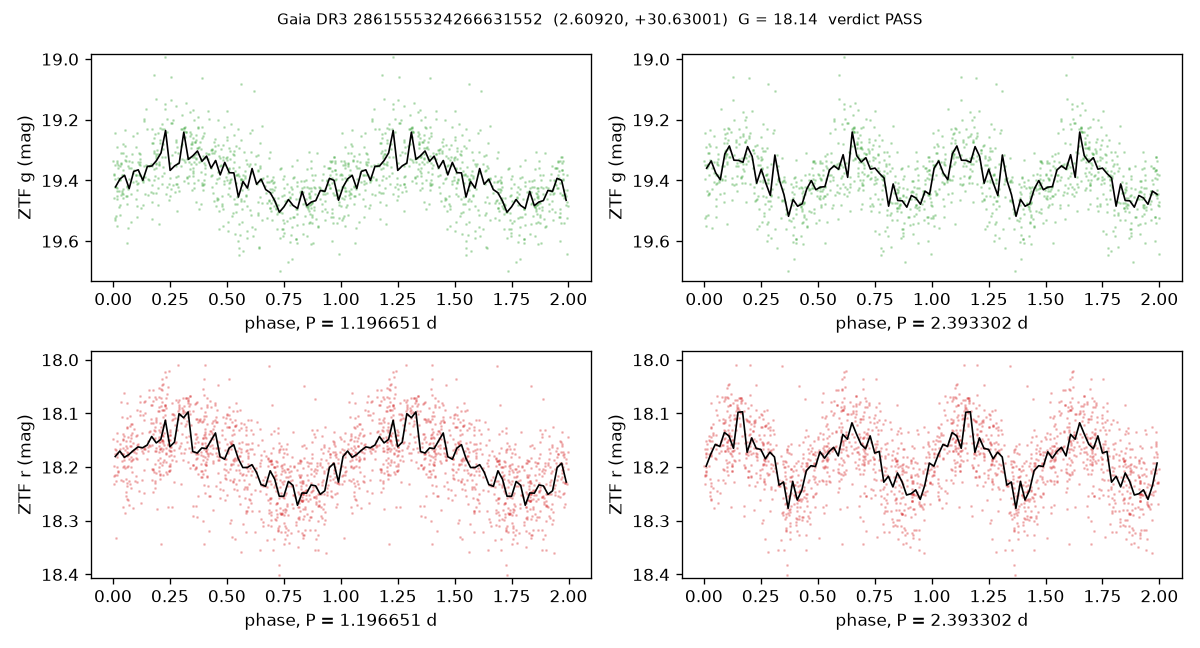 Gaia DR3 2861555324266631552 (2.60920, +30.63001) G = 18.14 verdict PASS
ZTF g (mag)
19.0
19.2
19.4
19.6
0.00 0.25 0.50 0.75 1.00 1.25 1.50 1.75 2.00
phase, P = 1.196651 d
ZTF g (mag)
19.0
19.2
19.4
19.6
0.00 0.25 0.50 0.75 1.00 1.25 1.50 1.75 2.00
phase, P = 2.393302 d
ZTF r (mag)
18.0
18.1
18.2
18.3
18.4
0.00 0.25 0.50 0.75 1.00 1.25 1.50 1.75 2.00
phase, P = 1.196651 d
ZTF r (mag)
18.0
18.1
18.2
18.3
18.4
0.00 0.25 0.50 0.75 1.00 1.25 1.50 1.75 2.00
phase, P = 2.393302 d